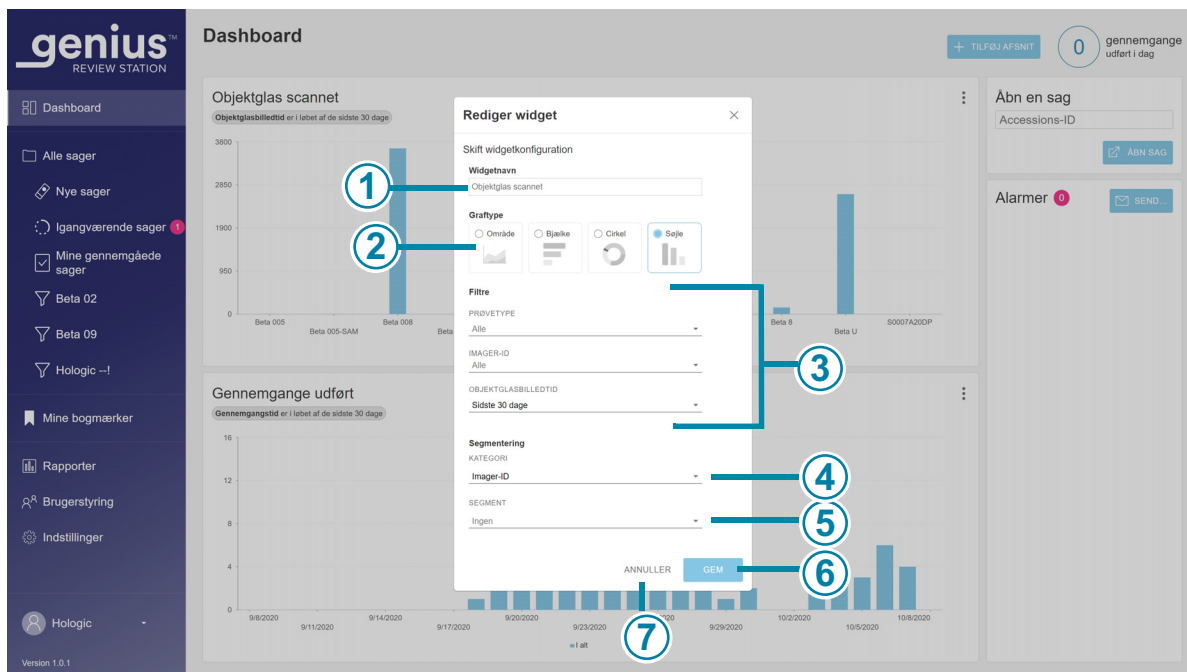 genius™
REVIEW STATION
Dashboard
Alle sager
Nye sager
Igangværende sager 1
Mine gennemgåede
sager
Beta 02
Beta 09
Hologic --!
Mine bogmærker
Rapporter
Brugerstyring
Indstillinger
Hologic
Version 1.0.1
Dashboard
+ TILFØJ AFSNIT
0
gennemgange
udført i dag
Objektglas scannet
Objektglasbilledtid er i løbet af de sidste 30 dage
3800
2850
1900
950
0
Beta 005
Beta 005-SAM
Beta 008
Beta
Beta 8
Beta U
S0007A20DP
Gennemgange udført
Gennemgangstid er i løbet af de sidste 30 dage
16
12
8
4
0
9/8/2020
9/11/2020
9/14/2020
9/17/2020
9/20/2020
9/23/2020
020
9/29/2020
10/2/2020
10/5/2020
10/8/2020
I alt
Åbn en sag
Accessions-ID
ÅBN SAG
Alarmer 0
SEND...
Rediger widget
Skift widgetkonfiguration
Widgetnavn
Objektglas scannet
Graftype
Område
Bjælke
Cirkel
Søjle
Filtre
PRØVETYPE
Alle
IMAGER-ID
Alle
OBJEKTGLASBILLEDTID
Sidste 30 dage
Segmentering
KATEGORI
Imager-ID
SEGMENT
Ingen
ANNULLER
GEM
1
2
3
4
5
6
7